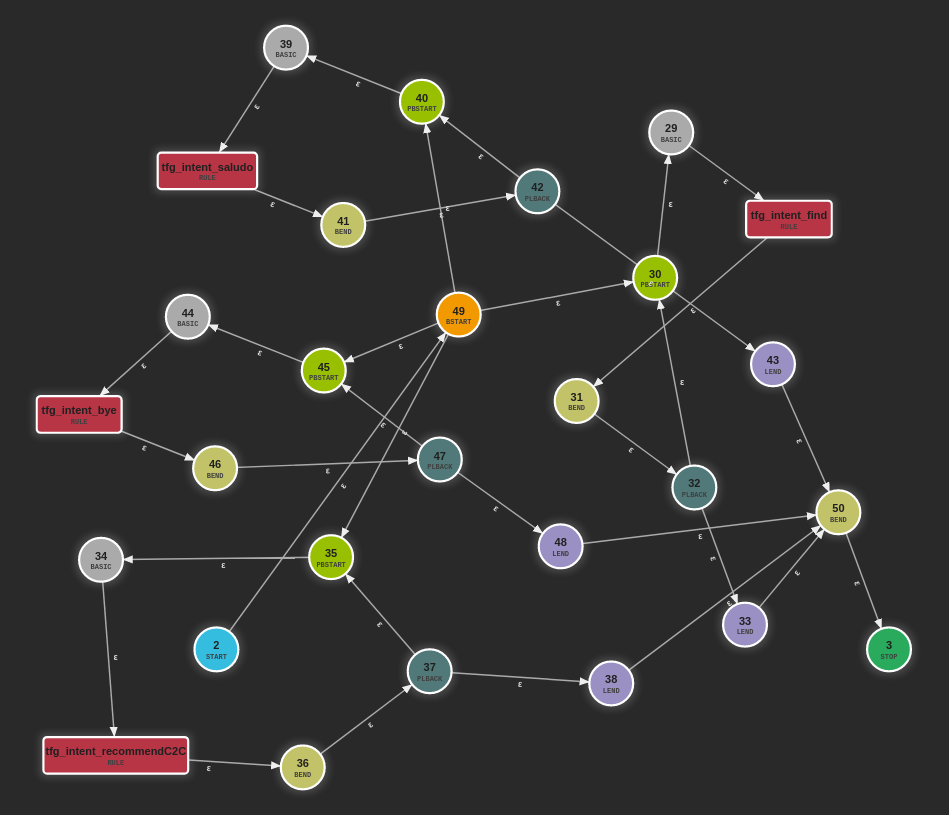 39
BASIC
ε
40
PBSTART
ε
29
BASIC
ε
ε
tfg_intent_saludo
RULE
ε
42
PLBACK
ε
ε
ε
ε
tfg_intent_find
RULE
41
BEND
30
PBSTART
ε
ε
ε
49
BSTART
44
BASIC
ε
ε
ε
45
PBSTART
43
LEND
ε
ε
31
BEND
tfg_intent_bye
RULE
ε
ε
ε
ε
ε
47
PLBACK
46
BEND
ε
ε
32
PLBACK
ε
50
BEND
48
LEND
ε
34
BASIC
ε
35
PBSTART
ε
ε
ε
ε
33
LEND
ε
2
START
3
STOP
ε
37
PLBACK
ε
38
LEND
ε
tfg_intent_recommendC2C
RULE
ε
36
BEND